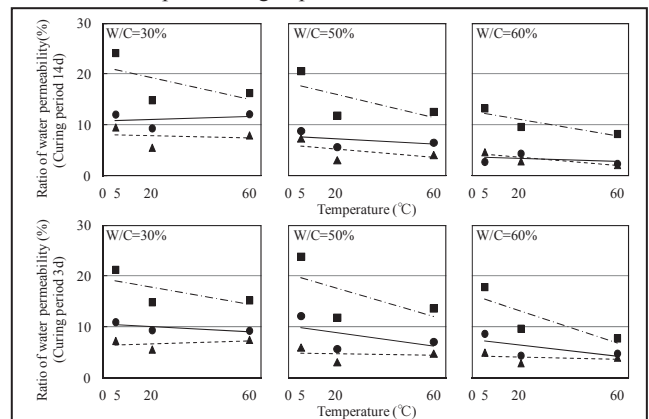 30
W/C=30%
W/C=50%
W/C=60%
Ratio of water permeability(%)
(Curing period 14d)
20
10
0
0 5 20 60
0 5 20 60
0 5 20 60
Temperature(℃)
30
W/C=30%
W/C=50%
W/C=60%
Ratio of water permeability (%)
(Curing period 3d)
20
10
0
0 5 20 60
0 5 20 60
0 5 20 60
Temperature(℃)